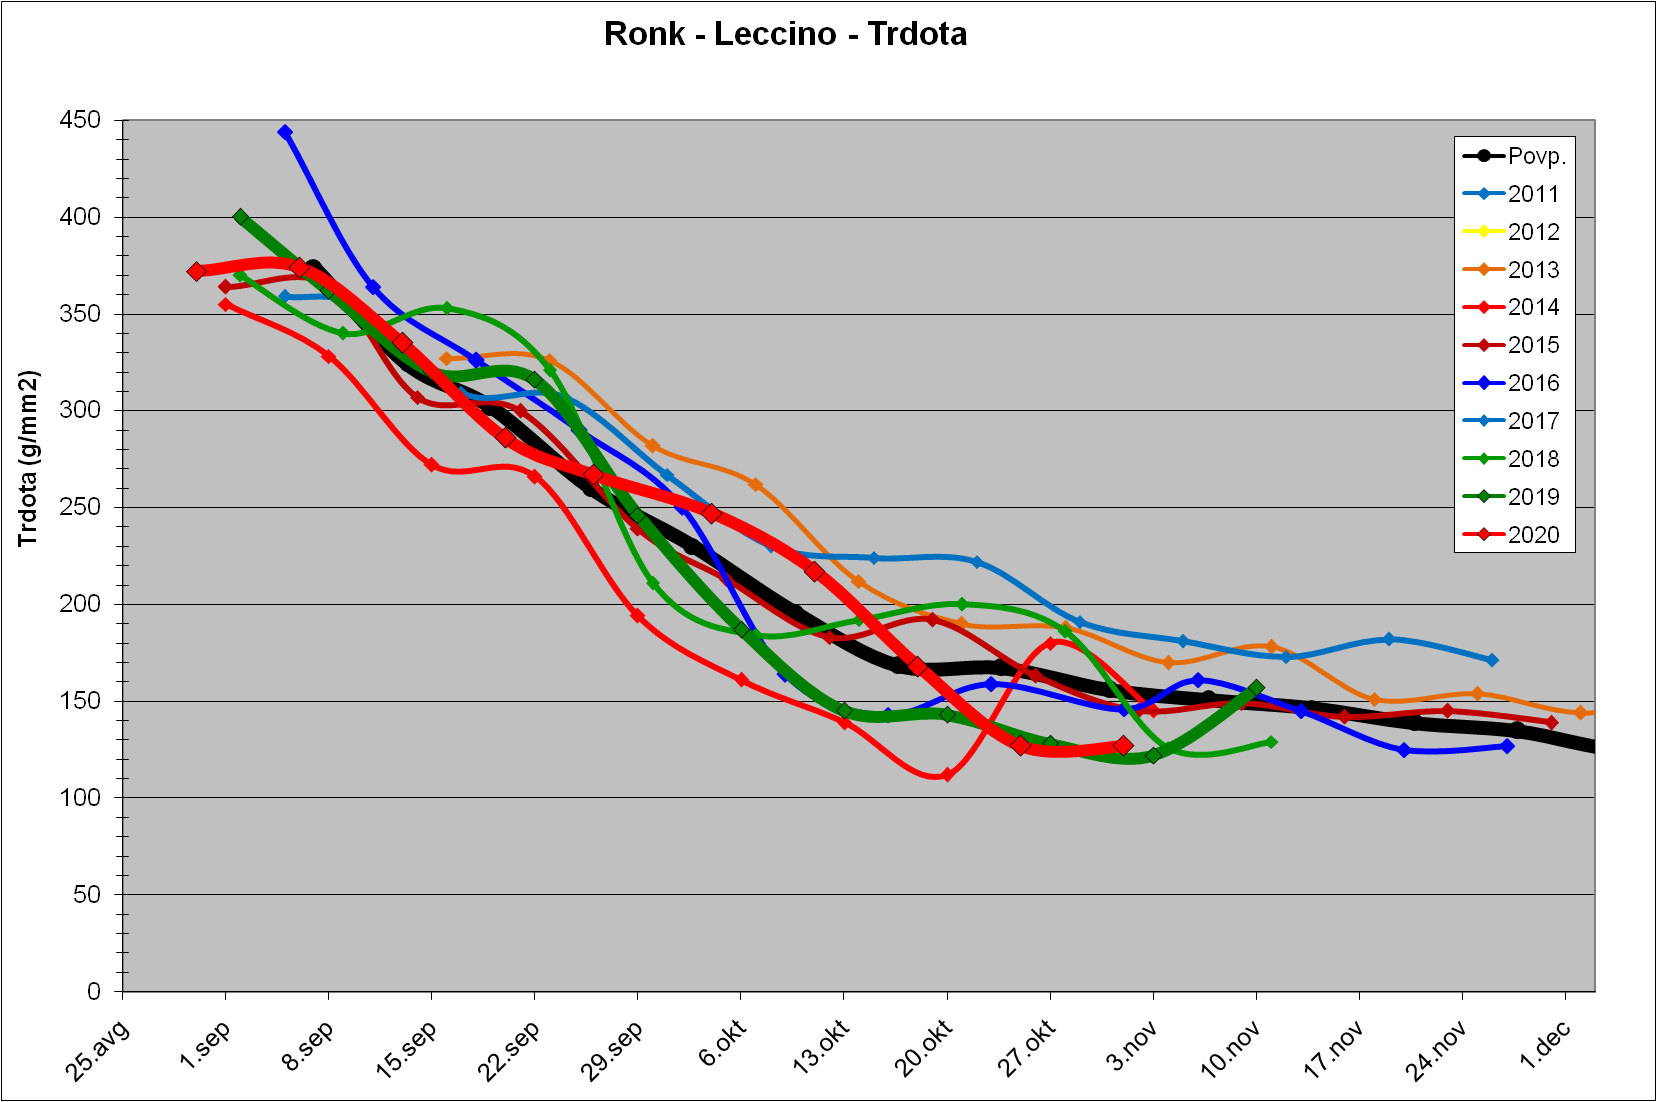 Ronk - Leccino - Trdota
Trdota (g/mm2)
450
400
350
300
250
200
150
100
50
0
25.avg
1.sep
8.sep
15.sep
22.sep
29.sep
6.okt
13.okt
20.okt
27.okt
3.nov
10.nov
17.nov
24.nov
1.dec
Povp.
2011
2012
2013
2014
2015
2016
2017
2018
2019
2020